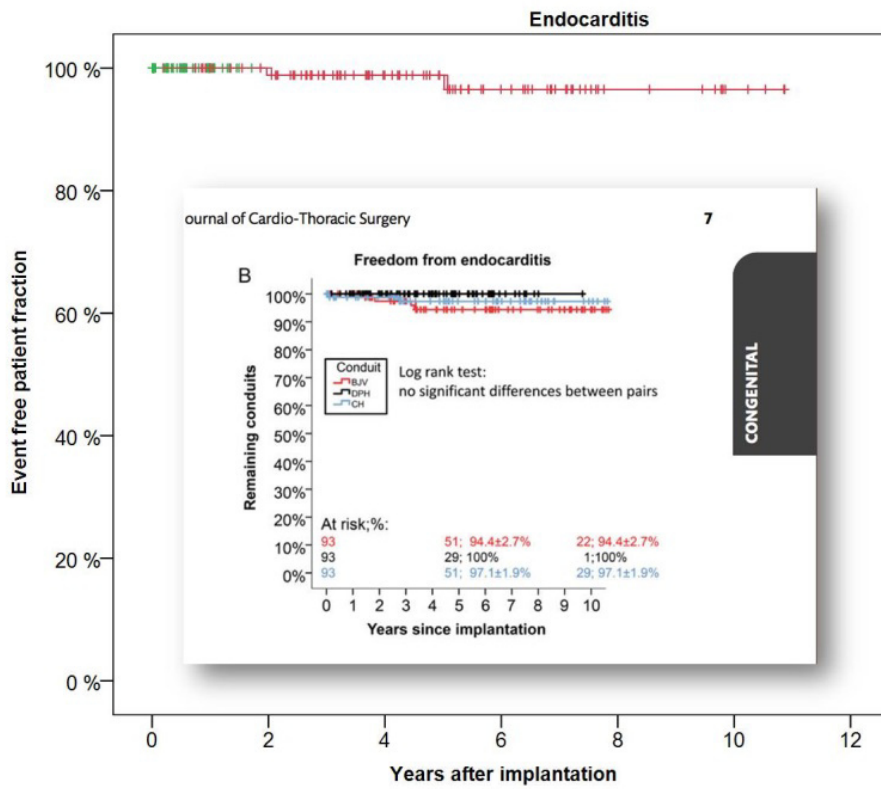 Endocarditis
100 %
80 %
60 %
40 %
20 %
0 %
Event free patient fraction
0 2 4 6 8 10 12
Years after implantation
ournal of Cardio-Thoracic Surgery 7
CONGENITAL
B
Freedom from endocarditis
100%
90%
80%
70%
60%
50%
40%
30%
20%
10%
0%
Remaining conduits
Conduit
BJV
DPH
CH
Log rank test:
no significant differences between pairs
At risk;%:
93 51; 94.4±2.7% 22; 94.4±2.7%
93 29; 100% 1;100%
93 51; 97.1±1.9% 29; 97.1±1.9%
0 1 2 3 4 5 6 7 8 9 10
Years since implantation